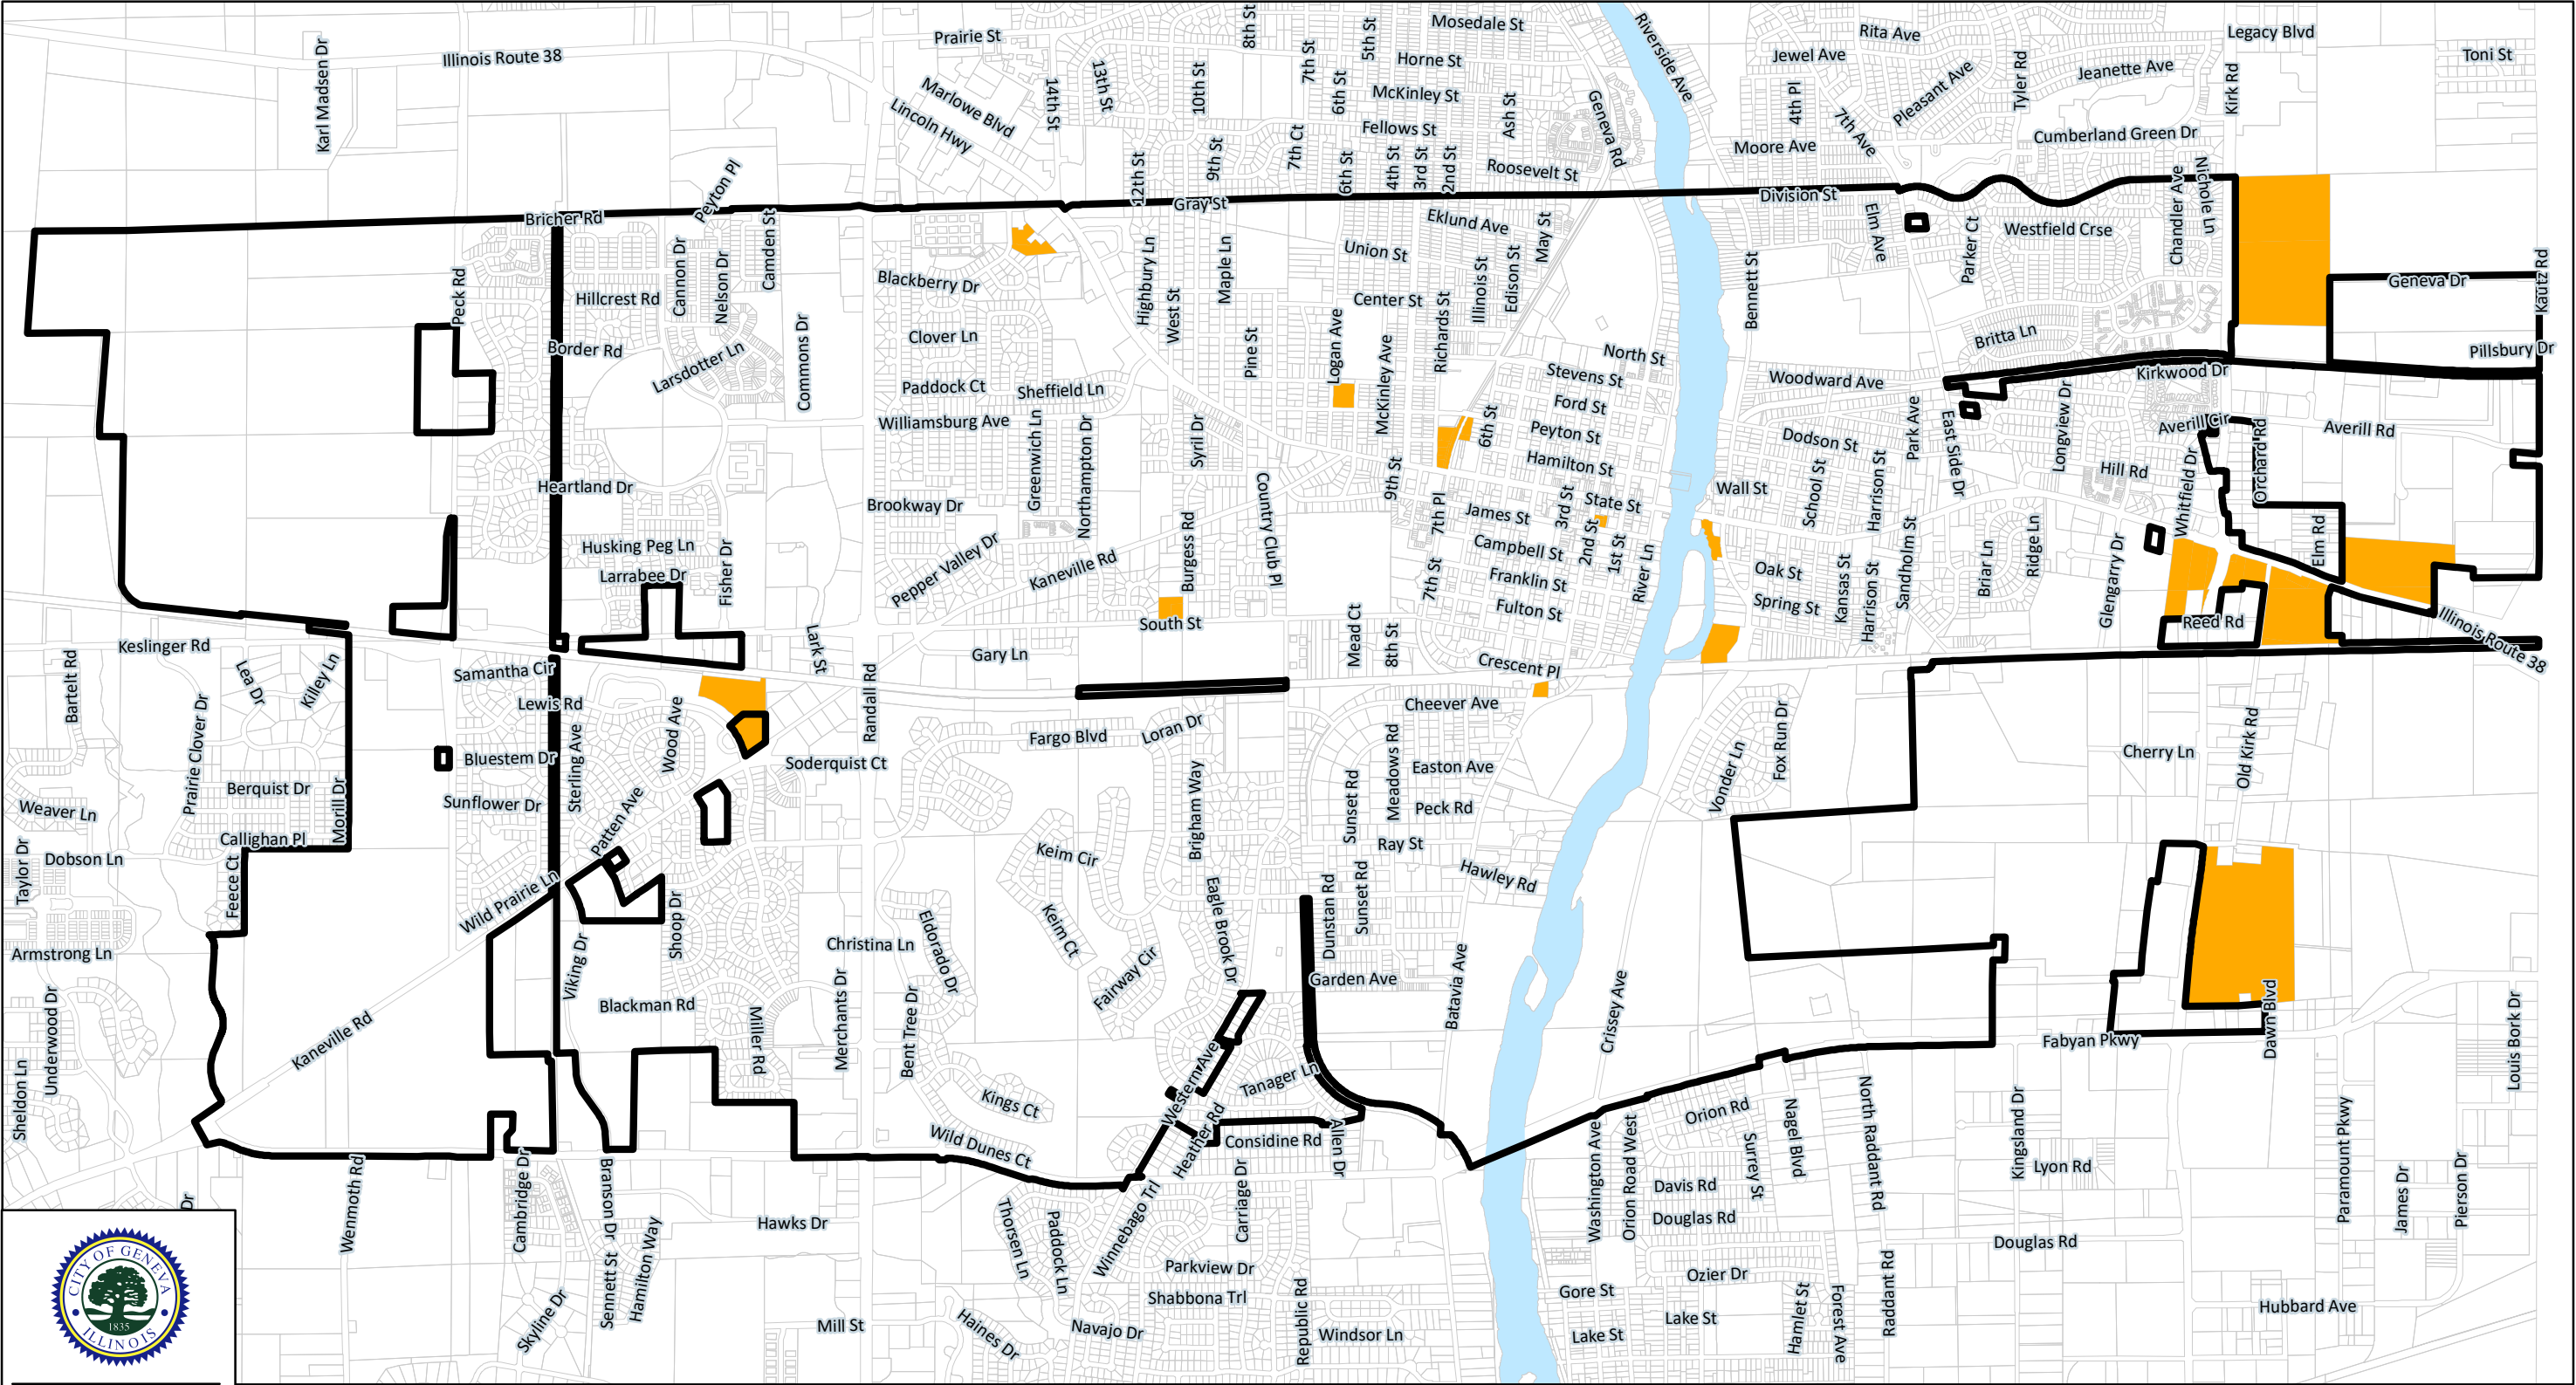 Mosedale St
Prairie St
8th St
5th St
Riverside Ave
Rita Ave
Legacy Blvd
Illinois Route 38
Karl Madsen Dr
7th St
Horne St
Jewel Ave
Toni St
Marlowe Blvd
14th St
13th St
10th St
6th St
McKinley St
Ash St
Geneva Rd
4th Pl
Pleasant Ave
Tyler Rd
Jeanette Ave
Kirk Rd
Lincoln Hwy
Fellows St
7th Ave
Cumberland Green Dr
Moore Ave
12th St
9th St
7th Ct
6th St
4th St
3rd St
2nd St
Roosevelt St
Peyton Pl
Gray St
Division St
Chandler Ave
Nichole Ln
Bricher Rd
Camden St
Eklund Ave
May St
Elm Ave
Parker Ct
Westfield Crse
Cannon Dr
Nelson Dr
Union St
Peck Rd
Hillcrest Rd
Blackberry Dr
Highbury Ln
West St
Maple Ln
Center St
Illinois St
Edison St
Bennett St
Geneva Dr
Kautz Rd
Border Rd
Larsdotter Ln
Commons Dr
Clover Ln
Pine St
Logan Ave
McKinley Ave
Richards St
North St
Britta Ln
Pillsbury Dr
Paddock Ct
Sheffield Ln
Stevens St
Woodward Ave
Kirkwood Dr
Williamsburg Ave
Greenwich Ln
Northampton Dr
Syril Dr
6th St
Ford St
Peyton St
Dodson St
Park Ave
East Side Dr
Longview Dr
Averill Cir
Orchard Rd
Averill Rd
Heartland Dr
Brookway Dr
Country Club Pl
9th St
Hamilton St
Wall St
School St
Harrison St
Hill Rd
Whitfield Dr
7th Pl
James St
3rd St
State St
Husking Peg Ln
Larrabee Dr
Fisher Dr
Pepper Valley Dr
Kaneville Rd
Burgess Rd
Campbell St
2nd St
1st St
River Ln
Oak St
Kansas St
Sandholm St
Briar Ln
Ridge Ln
Glengarry Dr
Elm Rd
7th St
Franklin St
Fulton St
Spring St
Harrison St
Reed Rd
Illinois Route 38
Keslinger Rd
South St
Mead Ct
8th St
Lark St
Gary Ln
Crescent Pl
Bartelt Rd
Lea Dr
Killey Ln
Samantha Cir
Lewis Rd
Randall Rd
Cheever Ave
Prairie Clover Dr
Wood Ave
Fargo Blvd
Loran Dr
Vonder Ln
Fox Run Dr
Old Kirk Rd
Cherry Ln
Bluestem Dr
Sterling Ave
Soderquist Ct
Meadows Rd
Easton Ave
Berquist Dr
Morill Dr
Sunflower Dr
Patten Ave
Brigham Way
Sunset Rd
Peck Rd
Weaver Ln
Callighan Pl
Ray St
Taylor Dr
Dobson Ln
Feece Ct
Keim Cir
Hawley Rd
Wild Prairie Ln
Shoop Dr
Eldorado Dr
Keim Ct
Eagle Brook Dr
Dunstan Rd
Sunset Rd
Armstrong Ln
Viking Dr
Christina Ln
Fairway Cir
Garden Ave
Batavia Ave
Crissey Ave
Blackman Rd
Miller Rd
Merchants Dr
Bent Tree Dr
Underwood Dr
Kaneville Rd
Fabyan Pkwy
Dawn Blvd
Louis Bork Dr
Sheldon Ln
Western Ave
Tanager Ln
Kings Ct
Orion Rd
Nagel Blvd
North Raddant Rd
Kingsland Dr
Paramount Pkwy
Wild Dunes Ct
Heather Rd
Considine Rd
Allen Dr
Washington Ave
Orion Road West
Surrey St
Lyon Rd
Davis Rd
James Dr
Pierson Dr
Dr
Wenmoth Rd
Cambridge Dr
Branson Dr
Hawks Dr
Thorsen Ln
Paddock Ln
Winnebago Trl
Carriage Dr
Douglas Rd
Douglas Rd
Sennett St
Hamilton Way
Parkview Dr
Ozier Dr
Raddant Rd
Skyline Dr
Shabbona Trl
Republic Rd
Gore St
Hamlet St
Forest Ave
Hubbard Ave
Mill St
Haines Dr
Navajo Dr
Windsor Ln
Lake St
Lake St
CITY OF GENEVA
1835
ILLINOIS